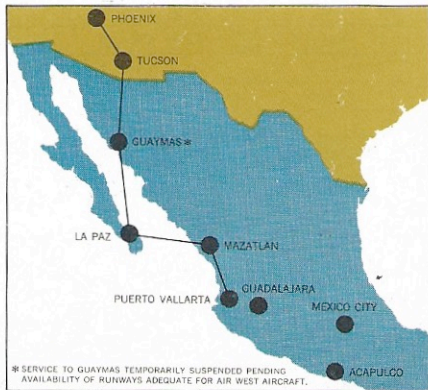 PHOENIX
TUCSON
GUAYMAS*
LA PAZ
MAZATLAN
PUERTO VALLARTA
GUADALAJARA
MEXICO CITY
ACAPULCO
* SERVICE TO GUAYMAS TEMPORARILY SUSPENDED PENDING
AVAILABILITY OF RUNWAYS ADEQUATE FOR AIR WEST AIRCRAFT.